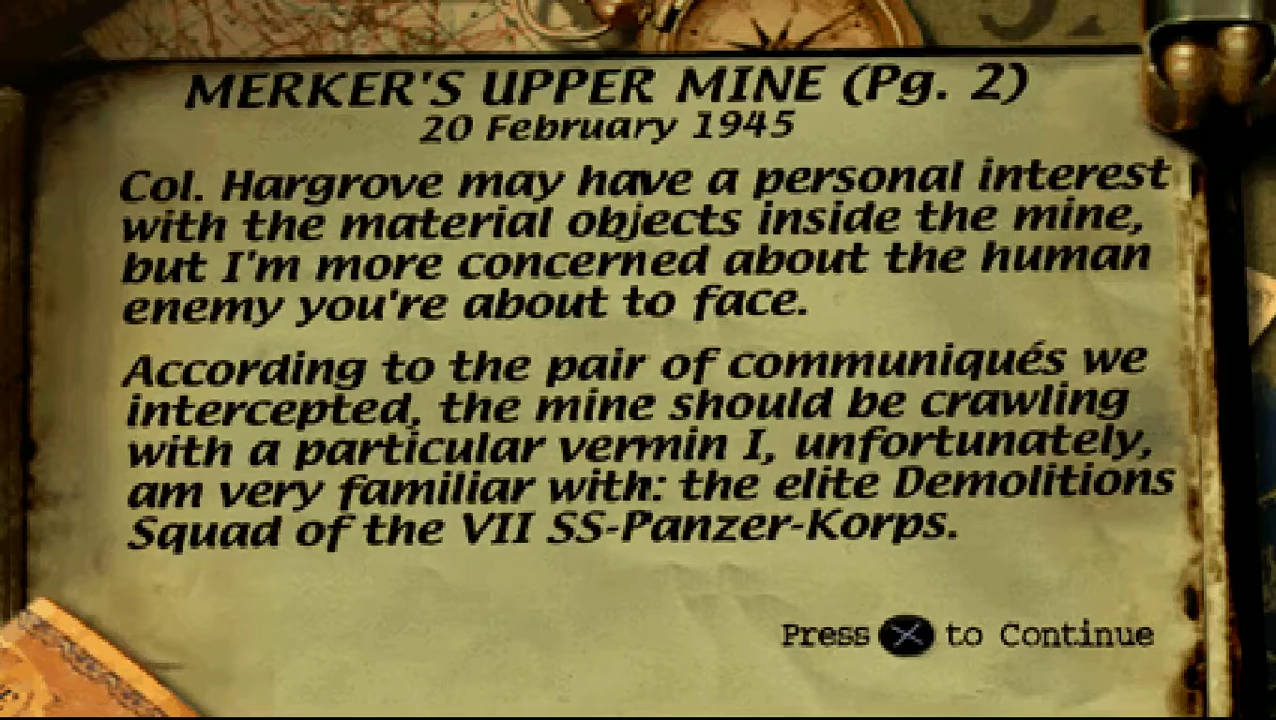 MERKER'S UPPER MINE (Pg. 2)
20 February 1945
Col. Hargrove may have a personal interest
with the material objects inside the mine,
but I'm more concerned about the human
enemy you're about to face.
According to the pair of communiqués we
intercepted, the mine should be crawling
with a particular vermin I, unfortunately,
am very familiar with: the elite Demolitions
Squad of the VII SS-Panzer-Korps.
Press X to Continue